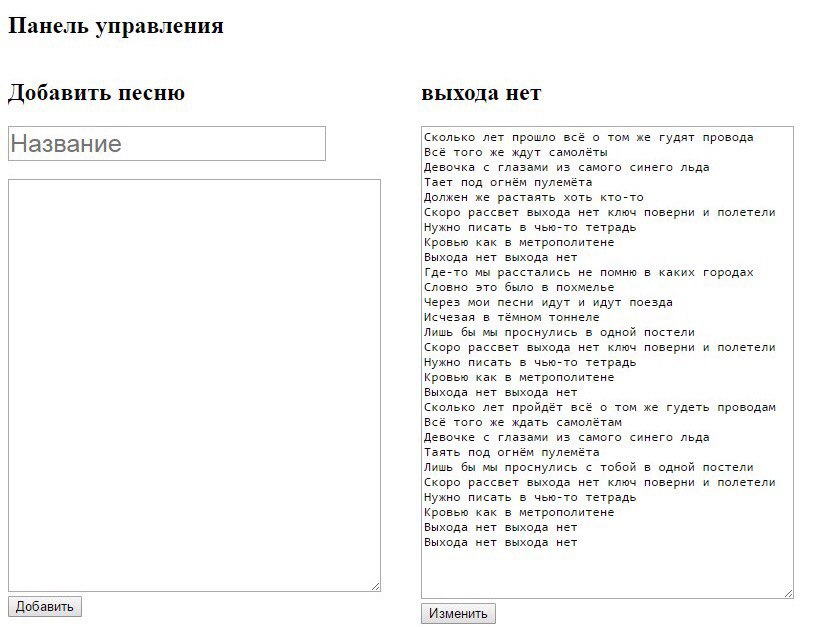 Панель управления
Добавить песню
Название
Добавить
выхода нет
Сколько лет прошло всё о том же гудят провода
Всё того же ждут самолёты
Девочка с глазами из самого синего льда
Тает под огнём пулемёта
Должен же растаять хоть кто-то
Скоро рассвет выхода нет ключ поверни и полетели
Нужно писать в чью-то тетрадь
Кровью как в метрополитене
Выхода нет выхода нет
Где-то мы расстались не помню в каких городах
Словно это было в похмелье
Через мои песни идут и идут поезда
Исчезая в тёмном тоннеле
Лишь бы мы проснулись в одной постели
Скоро рассвет выхода нет ключ поверни и полетели
Нужно писать в чью-то тетрадь
Кровью как в метрополитене
Выхода нет выхода нет
Сколько лет пройдёт всё о том же гудеть проводам
Всё того же ждать самолётам
Девочке с глазами из самого синего льда
Таять под огнём пулемёта
Лишь бы мы проснулись с тобой в одной постели
Скоро рассвет выхода нет ключ поверни и полетели
Нужно писать в чью-то тетрадь
Кровью как в метрополитене
Выхода нет выхода нет
Выхода нет выхода нет
Изменить